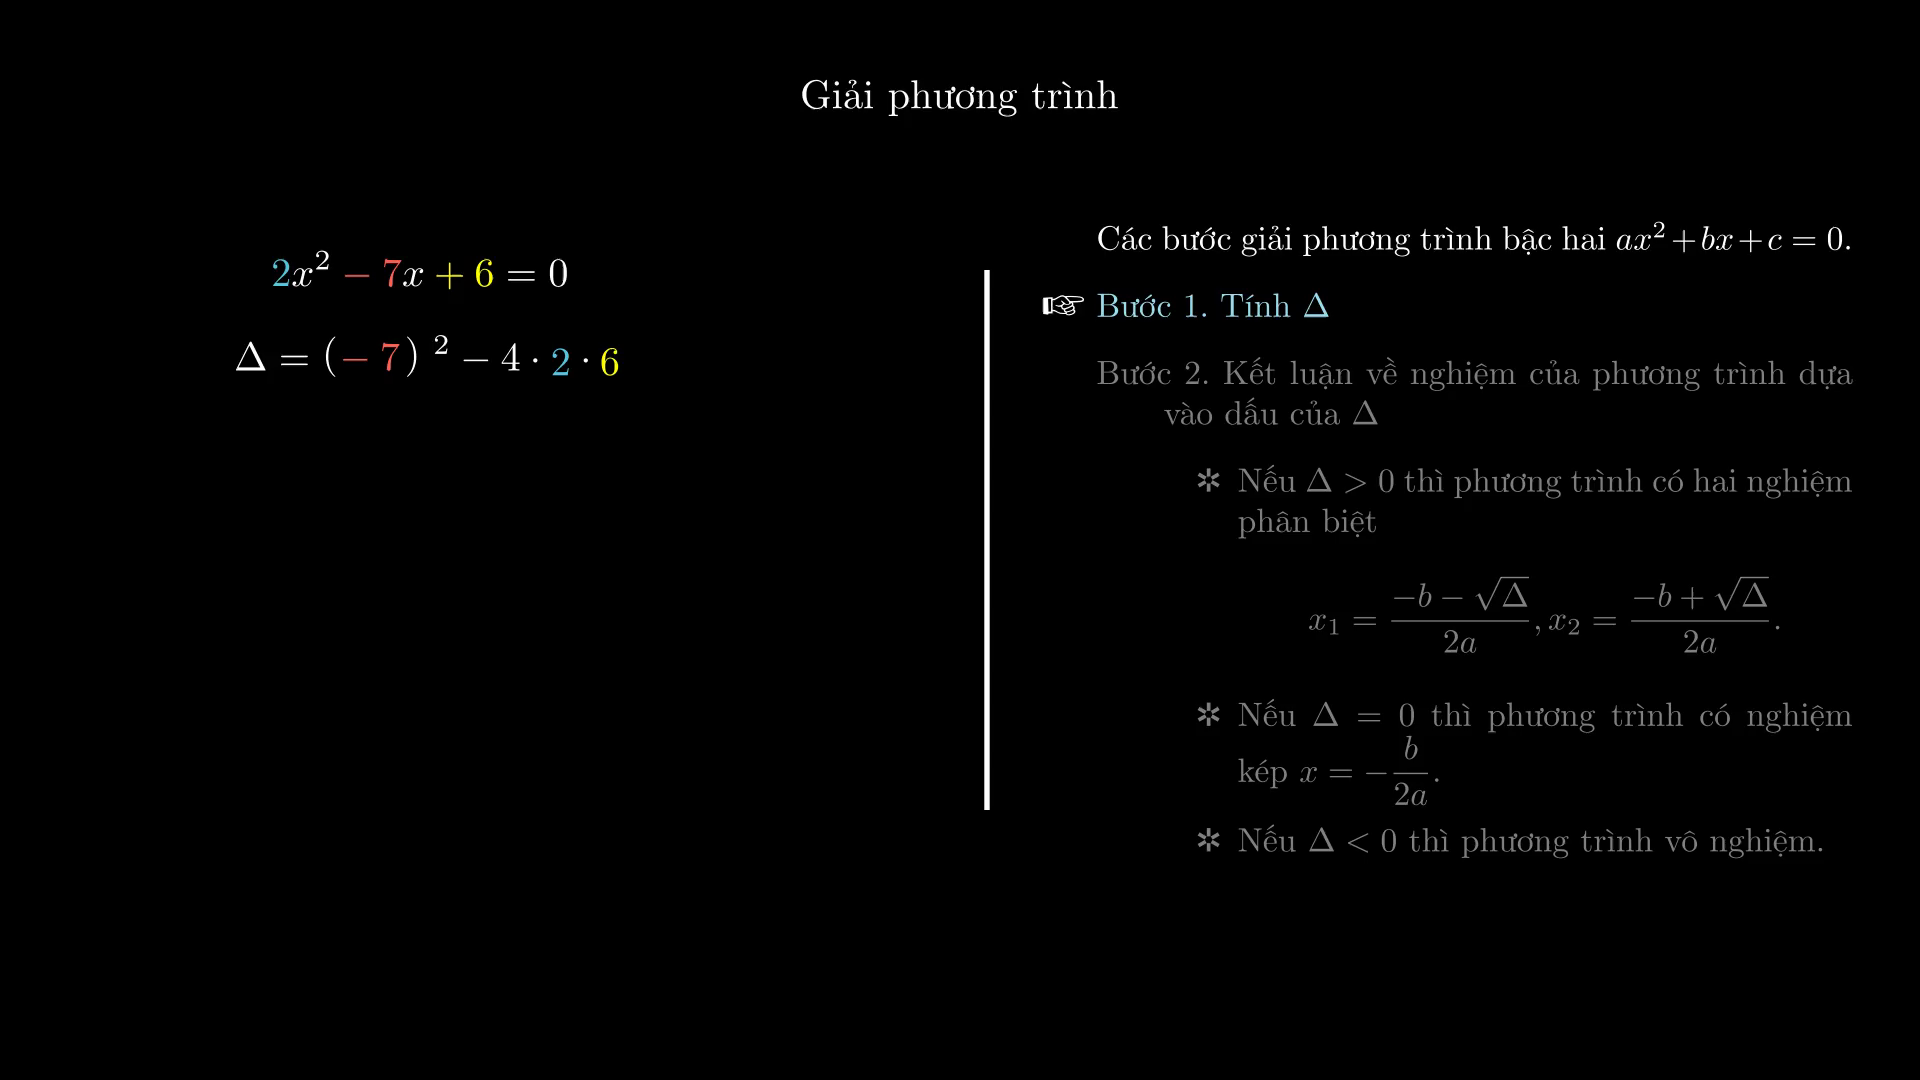 Giải phương trình
2x² − 7x + 6 = 0
Δ = (− 7) ² − 4 · 2 · 6
Các bước giải phương trình bậc hai ax² + bx + c = 0.
☞ Bước 1. Tính Δ
Bước 2. Kết luận về nghiệm của phương trình dựa
vào dấu của Δ
✲ Nếu Δ > 0 thì phương trình có hai nghiệm
phân biệt
x₁ = \frac{−b − √Δ}{2a}, x₂ = \frac{−b + √Δ}{2a}.
✲ Nếu Δ = 0 thì phương trình có nghiệm
kép x = −\frac{b}{2a}.
✲ Nếu Δ < 0 thì phương trình vô nghiệm.